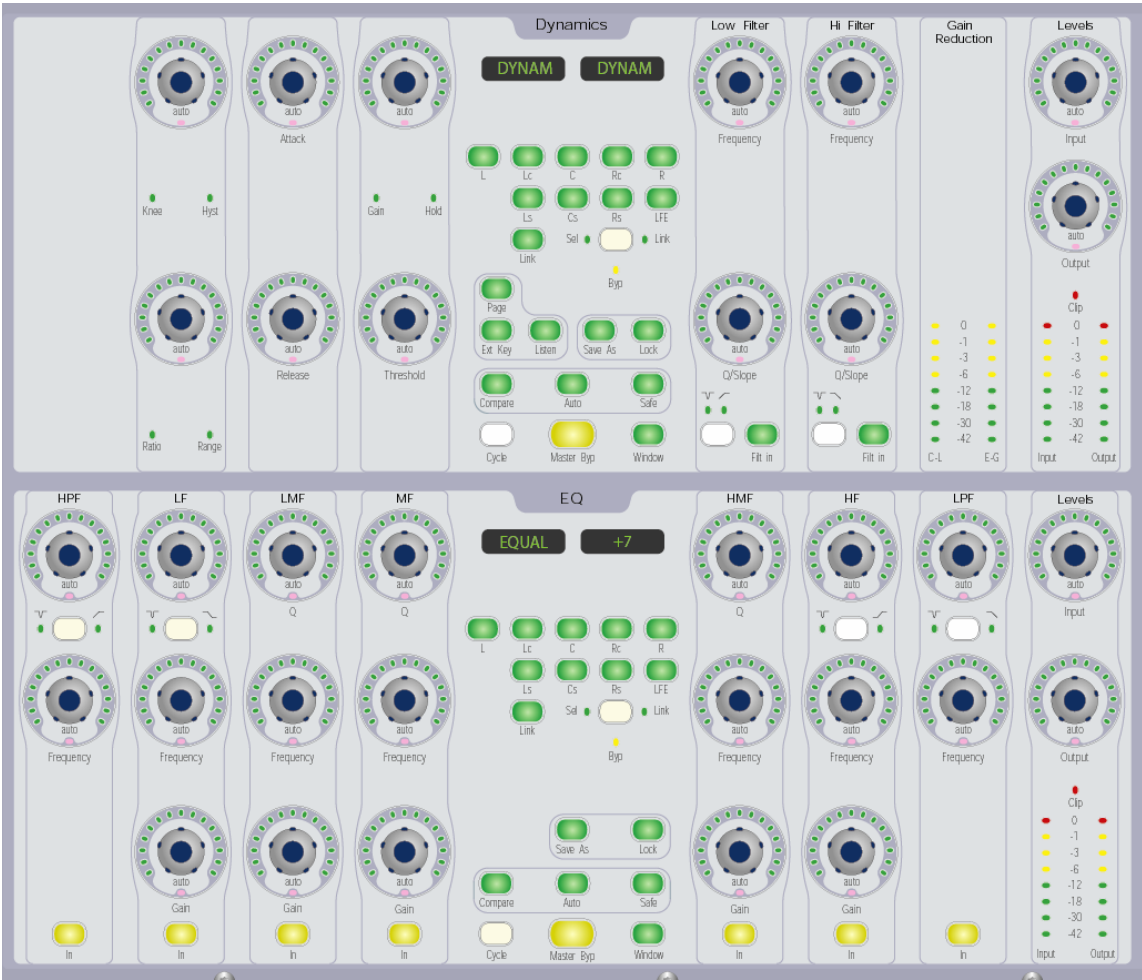 Dynamics
Low Filter
Hi Filter
Gain
Reduction
Levels
DYNAM DYNAM
auto auto auto auto auto auto
Attack Frequency Frequency Input
L Lc C Rc R
Knee Hyst Gain Hold
Ls Cs Rs LFE
auto
Sel Link
Link
Output
Byp
Clip
Page
0 0
-1 -1
Ext Key Listen Save As Lock
auto auto auto auto auto
-3 -3
Release Threshold Q/Slope Q/Slope
-6 -6
-12 -12
Compare Auto Safe
-18 -18
-30 -30
-42 -42
Ratio Range
Cycle Master Byp Window Filt in Filt in
C-L E-G Input Output
HPF LF LMF MF EQ HMF HF LPF Levels
EQUAL +7
auto auto auto auto auto auto auto auto
Q Q Q Input
L Lc C Rc R
Ls Cs Rs LFE
Sel Link
Link
auto auto auto auto auto auto auto auto
Frequency Frequency Frequency Frequency Byp Frequency Frequency Frequency Output
Clip
0
-1
Save As Lock
-3
-6
auto auto auto auto auto
-12
Compare Auto Safe
-18
Gain Gain Gain Gain Gain
-30
-42
In In In In Cycle Master Byp Window In In In Input Output